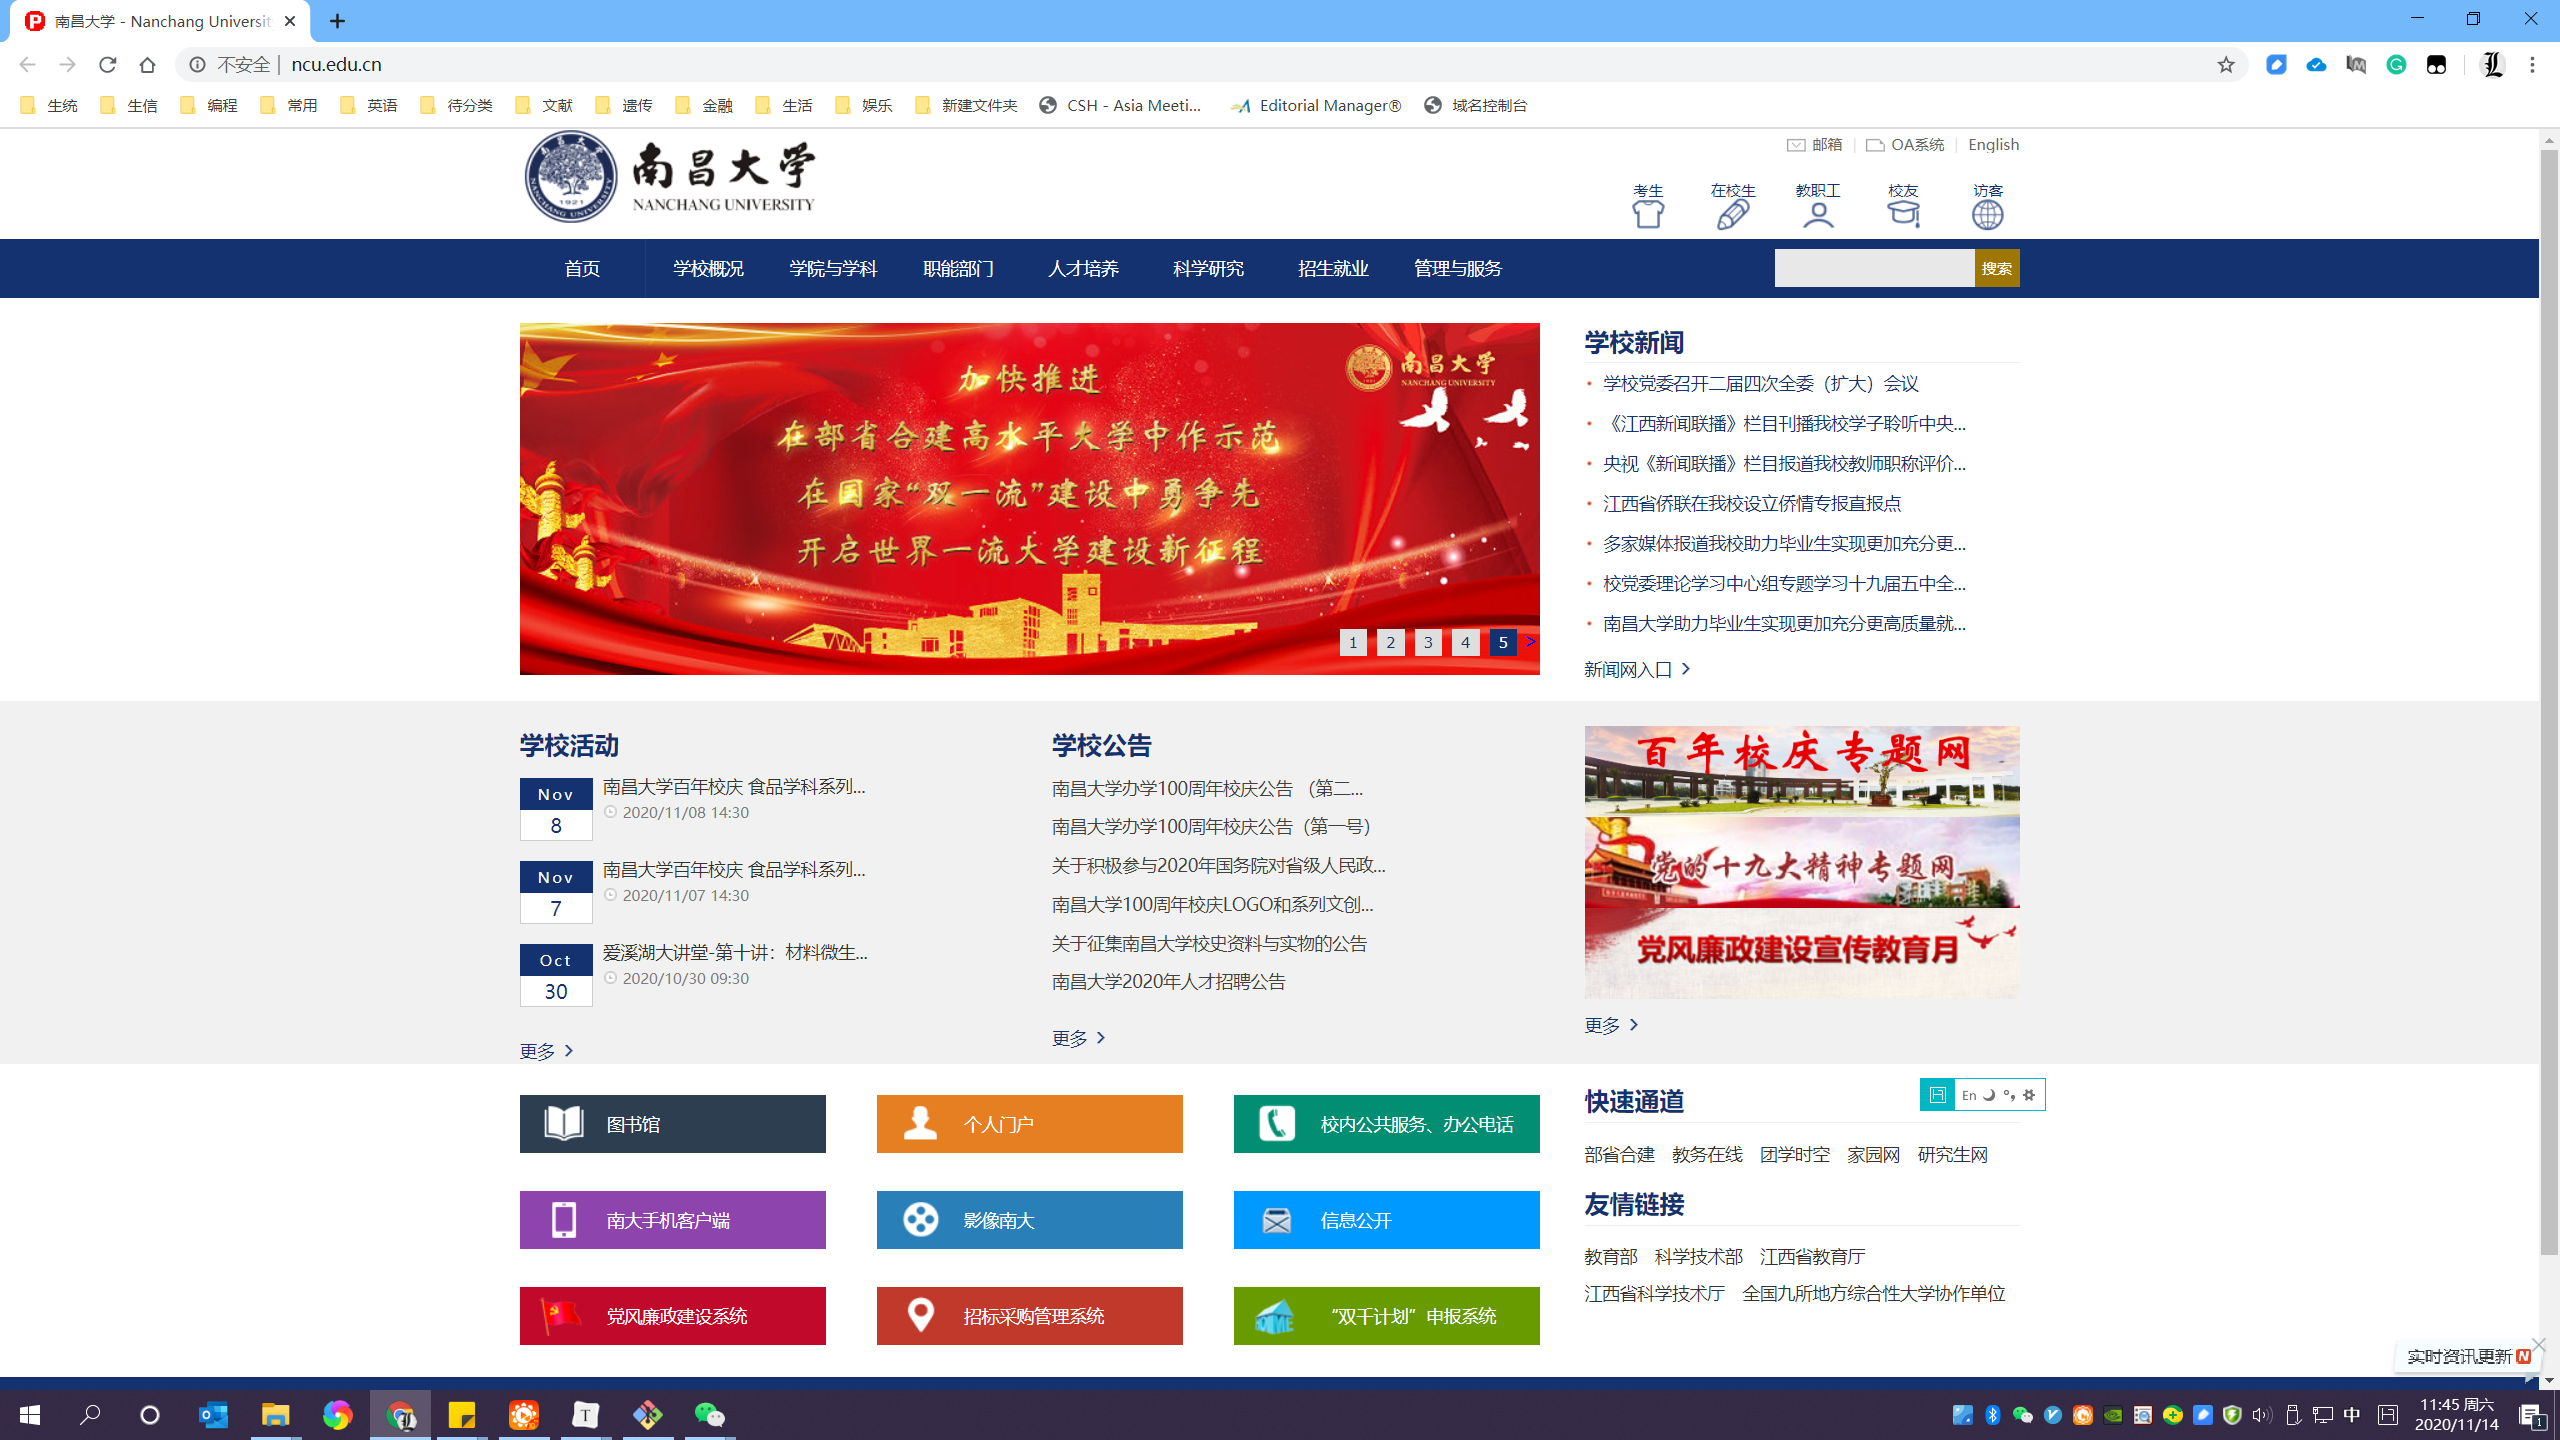 南昌大学 - Nanchang Universit
不安全 | ncu.edu.cn
生统 生信 编程 常用 英语 待分类 文献 遗传 金融 生活 娱乐 新建文件夹 CSH - Asia Meeti... Editorial Manager® 域名控制台
南昌大学
NANCHANG UNIVERSITY
NANCHANG UNIVERSITY
1921
邮箱 | OA系统 | English
考生 在校生 教职工 校友 访客
首页 学校概况 学院与学科 职能部门 人才培养 科学研究 招生就业 管理与服务 搜索
南昌大学
NANCHANG UNIVERSITY
加快推进
在部省合建高水平大学中作示范
在国家“双一流”建设中勇争先
开启世界一流大学建设新征程
1 2 3 4 5 >
学校新闻
学校党委召开二届四次全委（扩大）会议
《江西新闻联播》栏目刊播我校学子聆听中央...
央视《新闻联播》栏目报道我校教师职称评价...
江西省侨联在我校设立侨情专报直报点
多家媒体报道我校助力毕业生实现更加充分更...
校党委理论学习中心组专题学习十九届五中全...
南昌大学助力毕业生实现更加充分更高质量就...
新闻网入口 >
学校活动
Nov
8
南昌大学百年校庆 食品学科系列...
2020/11/08 14:30
Nov
7
南昌大学百年校庆 食品学科系列...
2020/11/07 14:30
Oct
30
爱溪湖大讲堂-第十讲：材料微生...
2020/10/30 09:30
更多 >
学校公告
南昌大学办学100周年校庆公告 （第二...
南昌大学办学100周年校庆公告（第一号）
关于积极参与2020年国务院对省级人民政...
南昌大学100周年校庆LOGO和系列文创...
关于征集南昌大学校史资料与实物的公告
南昌大学2020年人才招聘公告
更多 >
百年校庆专题网
党的十九大精神专题网
党风廉政建设宣传教育月
更多 >
图书馆 个人门户 校内公共服务、办公电话
南大手机客户端 影像南大 信息公开
党风廉政建设系统 招标采购管理系统 “双千计划”申报系统
HOME
快速通道
En
部省合建 教务在线 团学时空 家园网 研究生网
友情链接
教育部 科学技术部 江西省教育厅
江西省科学技术厅 全国九所地方综合性大学协作单位
实时资讯更新 N
中
11:45 周六
2020/11/14
1